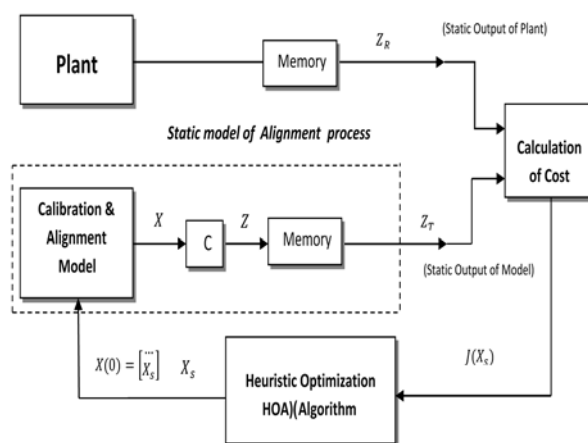 Plant
Memory
Z_R
(Static Output of Plant)
Static model of Alignment process
Calculation
of Cost
Calibration &
Alignment
Model
X
C
Z
Memory
Z_T
(Static Output of Model)
X(0) = [... X_s]
X_s
Heuristic Optimization
HOA)(Algorithm
J(X_s)